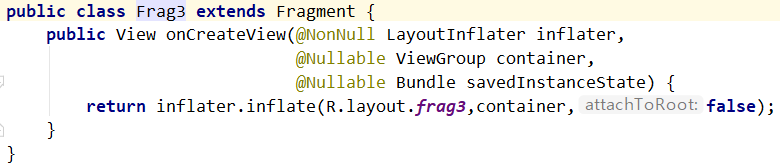 public class Frag3 extends Fragment {
    public View onCreateView(@NonNull LayoutInflater inflater,
                             @Nullable ViewGroup container,
                             @Nullable Bundle savedInstanceState) {
        return inflater.inflate(R.layout.frag3,container, attachToRoot: false);
    }
}